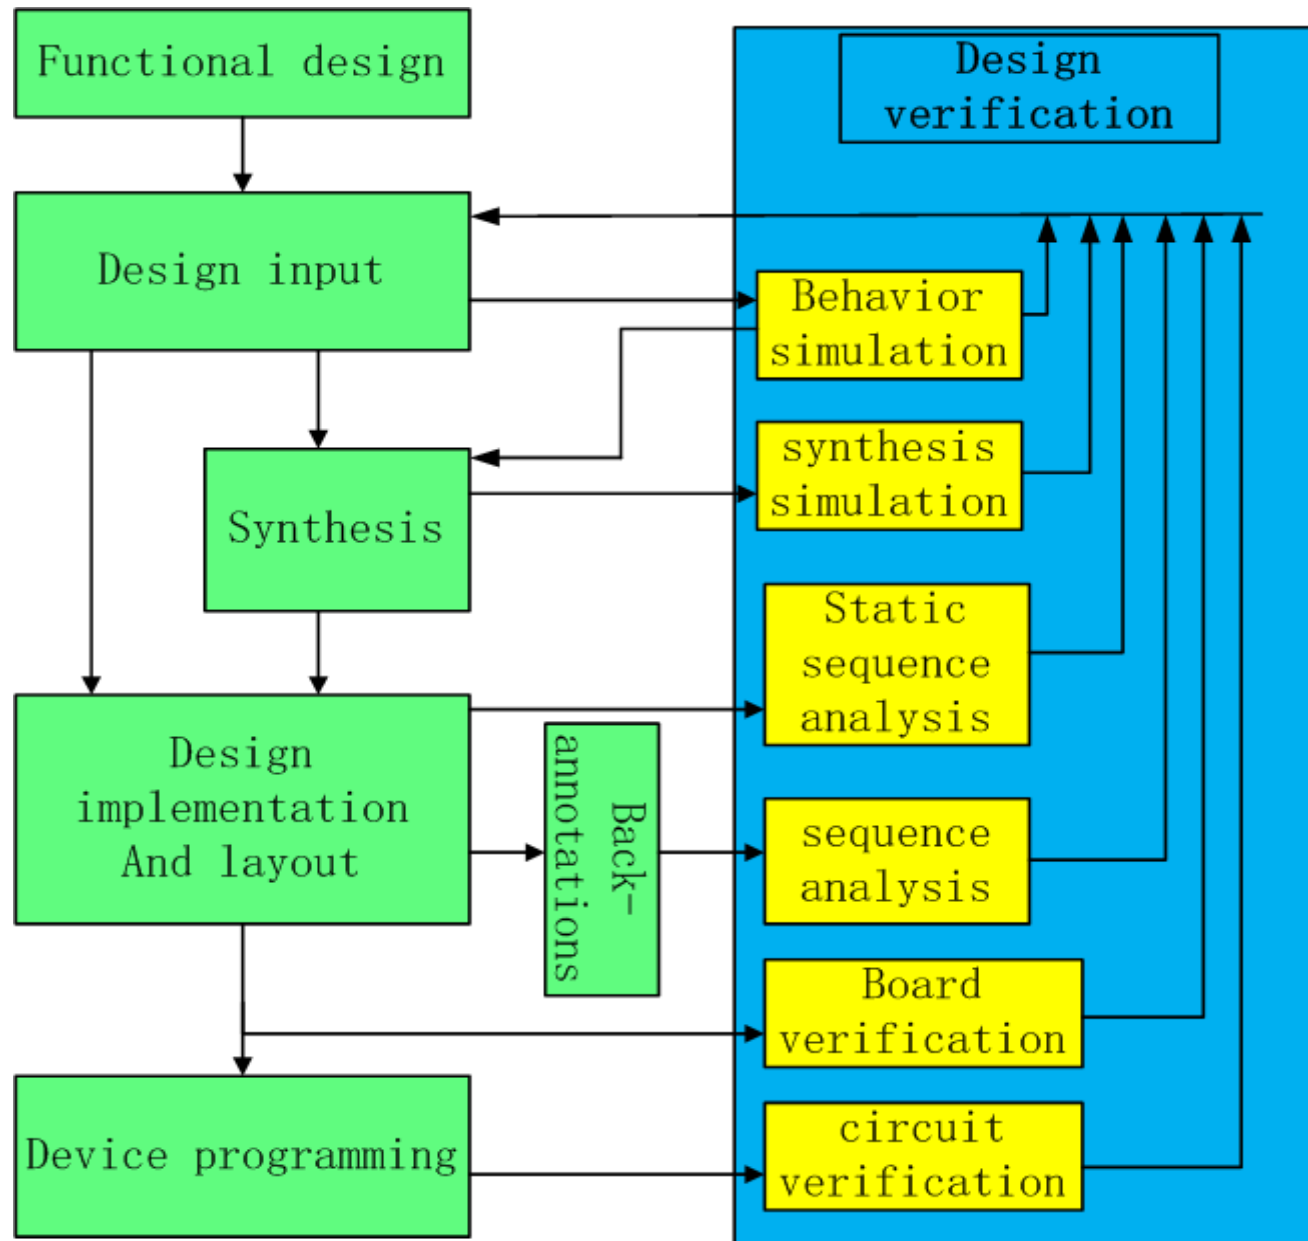 Functional design
Design
verification
Design input
Behavior
simulation
synthesis
simulation
Synthesis
Static
sequence
analysis
Design
implementation
And layout
Back-
annotations
sequence
analysis
Board
verification
Device programming
circuit
verification